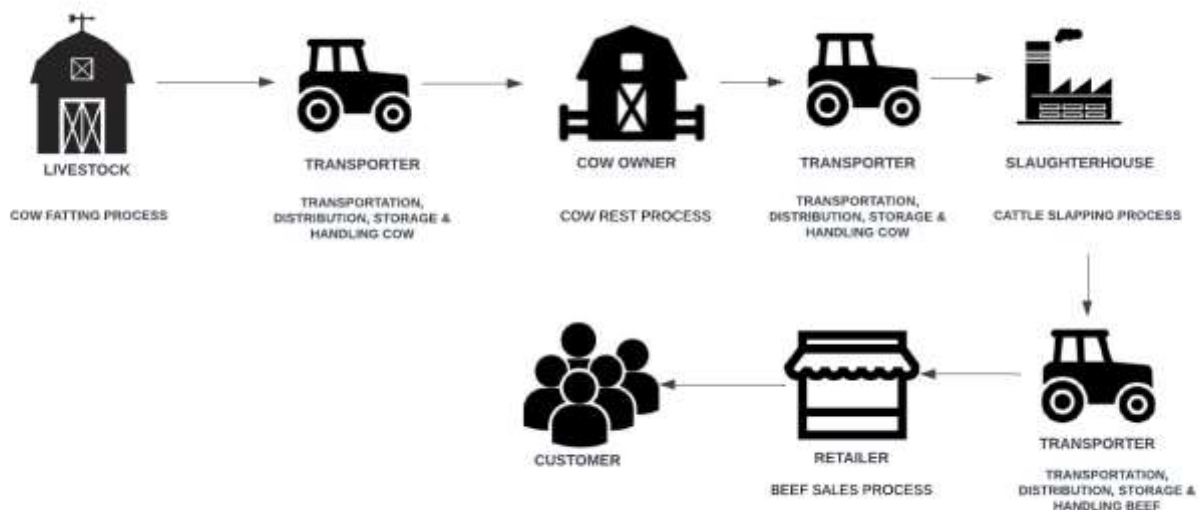 LIVESTOCK
COW FATTING PROCESS
TRANSPORTER
TRANSPORTATION,
DISTRIBUTION, STORAGE &
HANDLING COW
COW OWNER
COW REST PROCESS
TRANSPORTER
TRANSPORTATION,
DISTRIBUTION, STORAGE &
HANDLING COW
SLAUGHTERHOUSE
CATTLE SLAPPING PROCESS
TRANSPORTER
TRANSPORTATION,
DISTRIBUTION, STORAGE &
HANDLING BEEF
RETAILER
BEEF SALES PROCESS
CUSTOMER